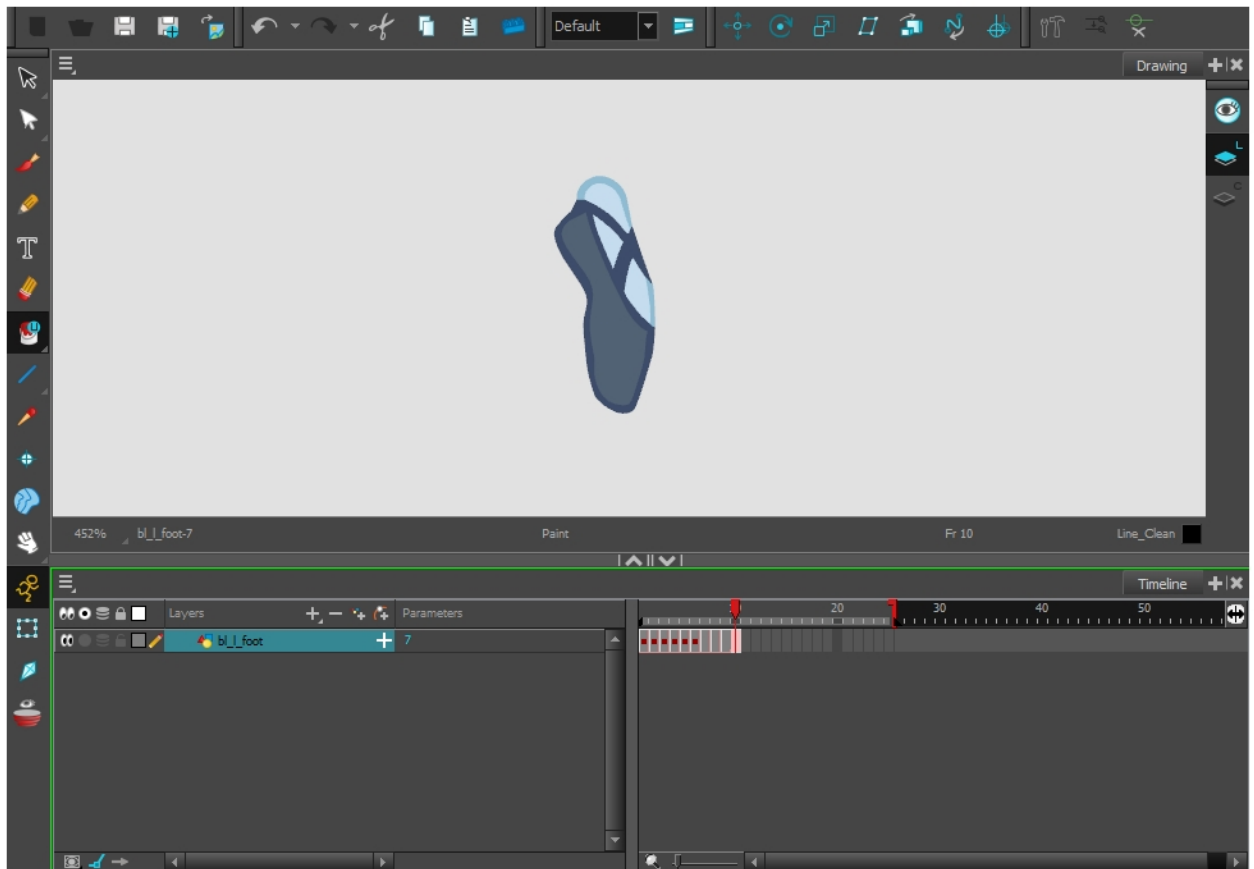 Default
Drawing
L
C
T
452% bl_l_foot-7 Paint Fr 10 Line_Clean
Timeline
Layers Parameters
20 30 40 50
bl_l_foot 7